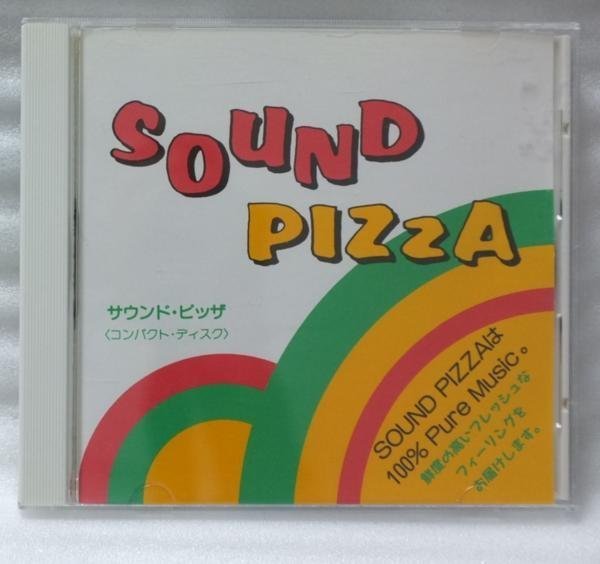 SOUND
PIZZA
サウンド・ピッザ
〈コンパクト・ディスク〉
SOUND PIZZAは
100% Pure Music。
鮮度の高いフレッシュな
フィーリングを
お届けします。